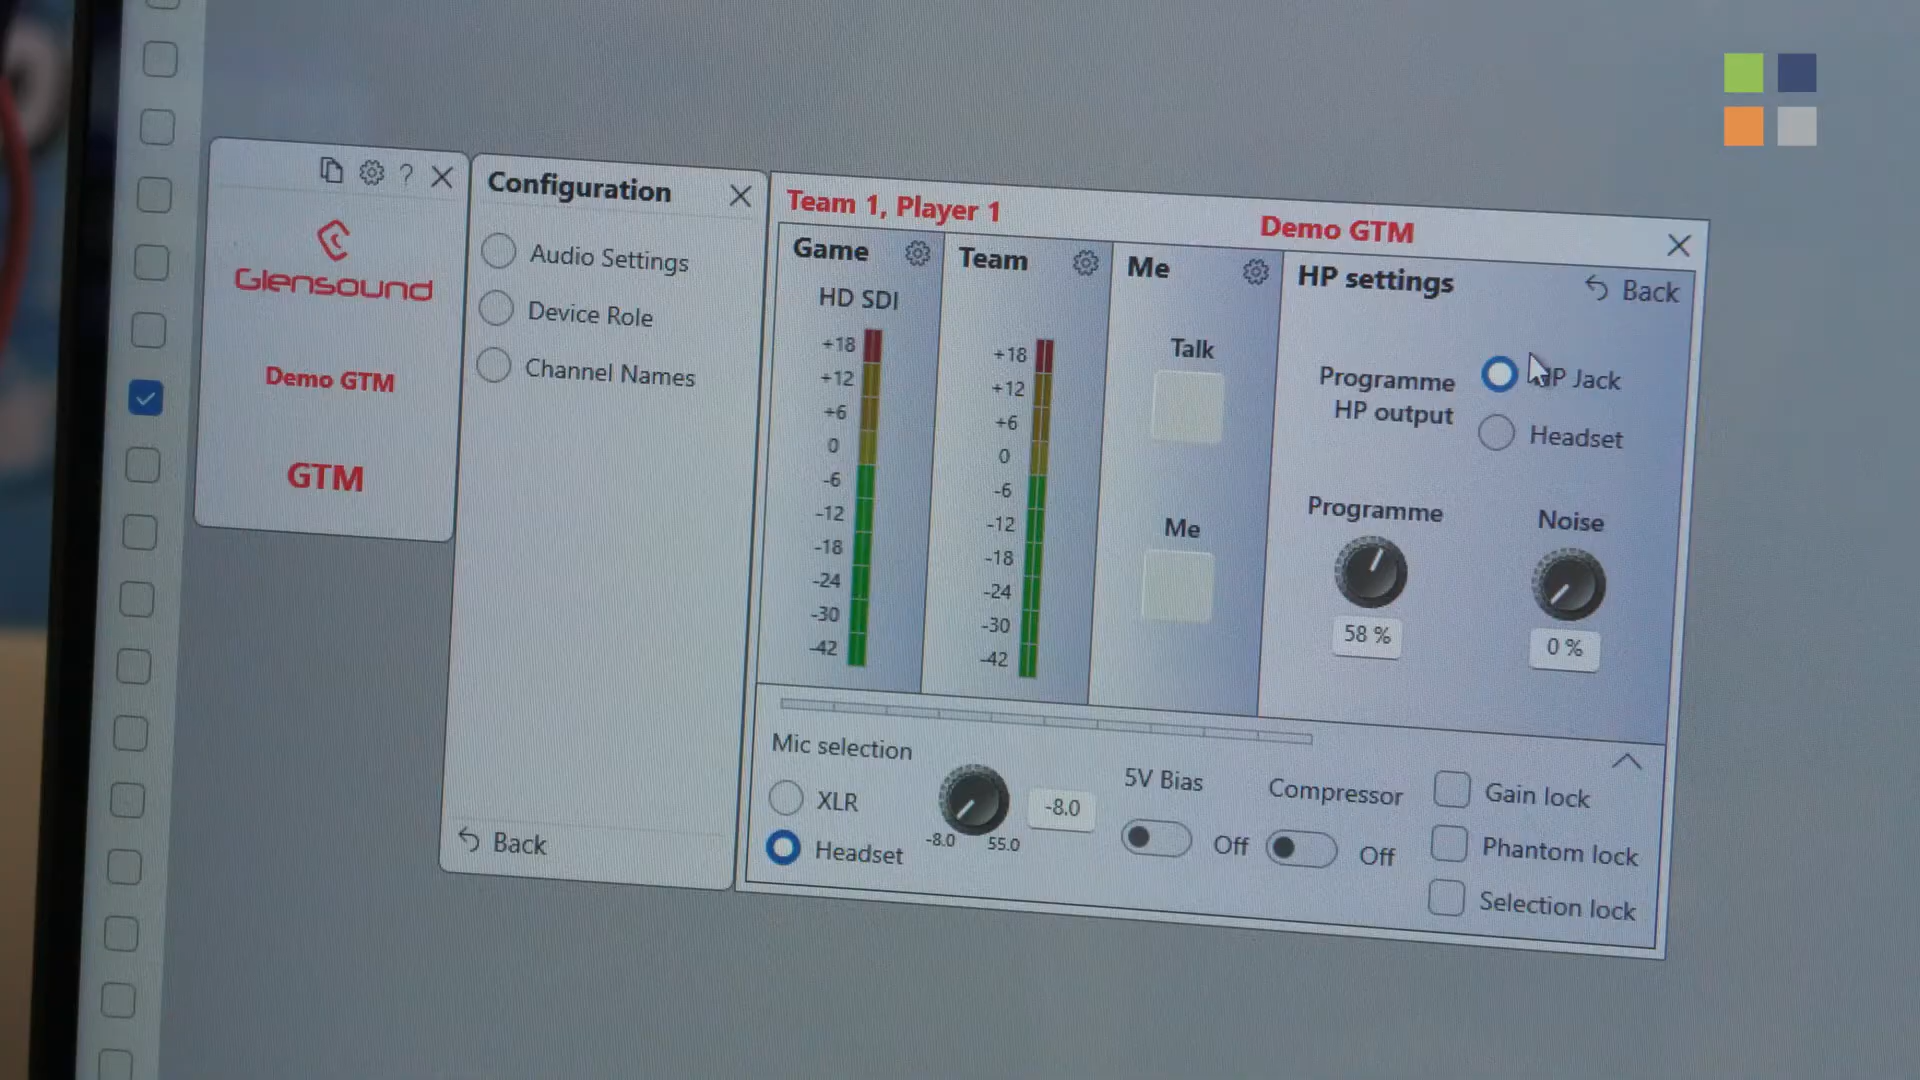 ?
Glensound
Demo GTM
GTM
Configuration
Audio Settings
Device Role
Channel Names
Back
Team 1, Player 1
Demo GTM
Game
HD SDI
+18
+12
+6
0
-6
-12
-18
-24
-30
-42
Team
+18
+12
+6
0
-6
-12
-18
-24
-30
-42
Me
Talk
Me
HP settings
Back
Programme
HP output
HP Jack
Headset
Programme
58 %
Noise
0 %
Mic selection
XLR
Headset
-8.0
55.0
-8.0
5V Bias
Off
Compressor
Off
Gain lock
Phantom lock
Selection lock